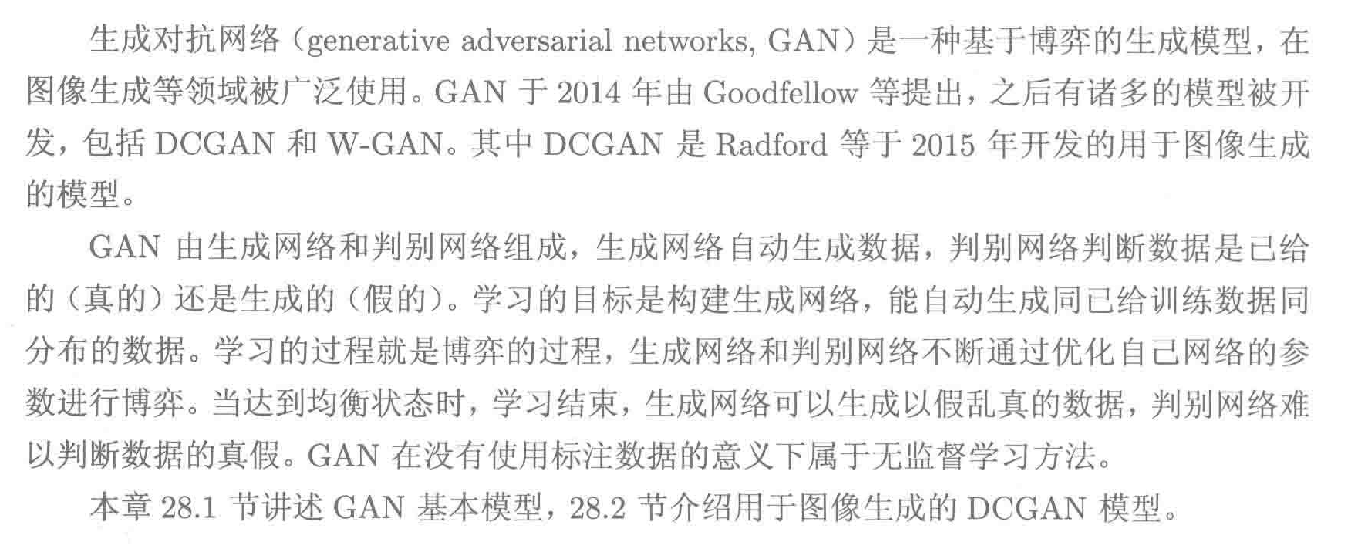 生成对抗网络（generative adversarial networks, GAN）是一种基于博弈的生成模型，在
图像生成等领域被广泛使用。GAN 于 2014 年由 Goodfellow 等提出，之后有诸多的模型被开
发，包括 DCGAN 和 W-GAN。其中 DCGAN 是 Radford 等于 2015 年开发的用于图像生成
的模型。
GAN 由生成网络和判别网络组成，生成网络自动生成数据，判别网络判断数据是已给
的（真的）还是生成的（假的）。学习的目标是构建生成网络，能自动生成同已给训练数据同
分布的数据。学习的过程就是博弈的过程，生成网络和判别网络不断通过优化自己网络的参
数进行博弈。当达到均衡状态时，学习结束，生成网络可以生成以假乱真的数据，判别网络难
以判断数据的真假。GAN 在没有使用标注数据的意义下属于无监督学习方法。
本章 28.1 节讲述 GAN 基本模型，28.2 节介绍用于图像生成的 DCGAN 模型。